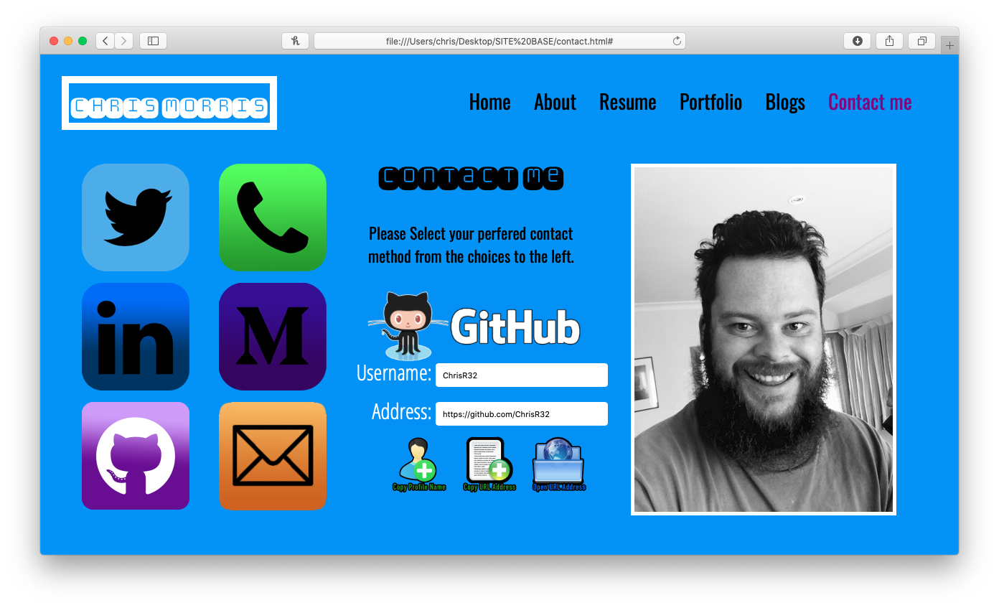 file:///Users/chris/Desktop/SITE%20BASE/contact.html#
CHRIS MORRIS
Home About Resume Portfolio Blogs Contact me
contact me
Please Select your perfered contact
method from the choices to the left.
in
M
GitHub
Username: ChrisR32
Address: https://github.com/ChrisR32
Copy Profile Name Copy URL Address Open URL Address